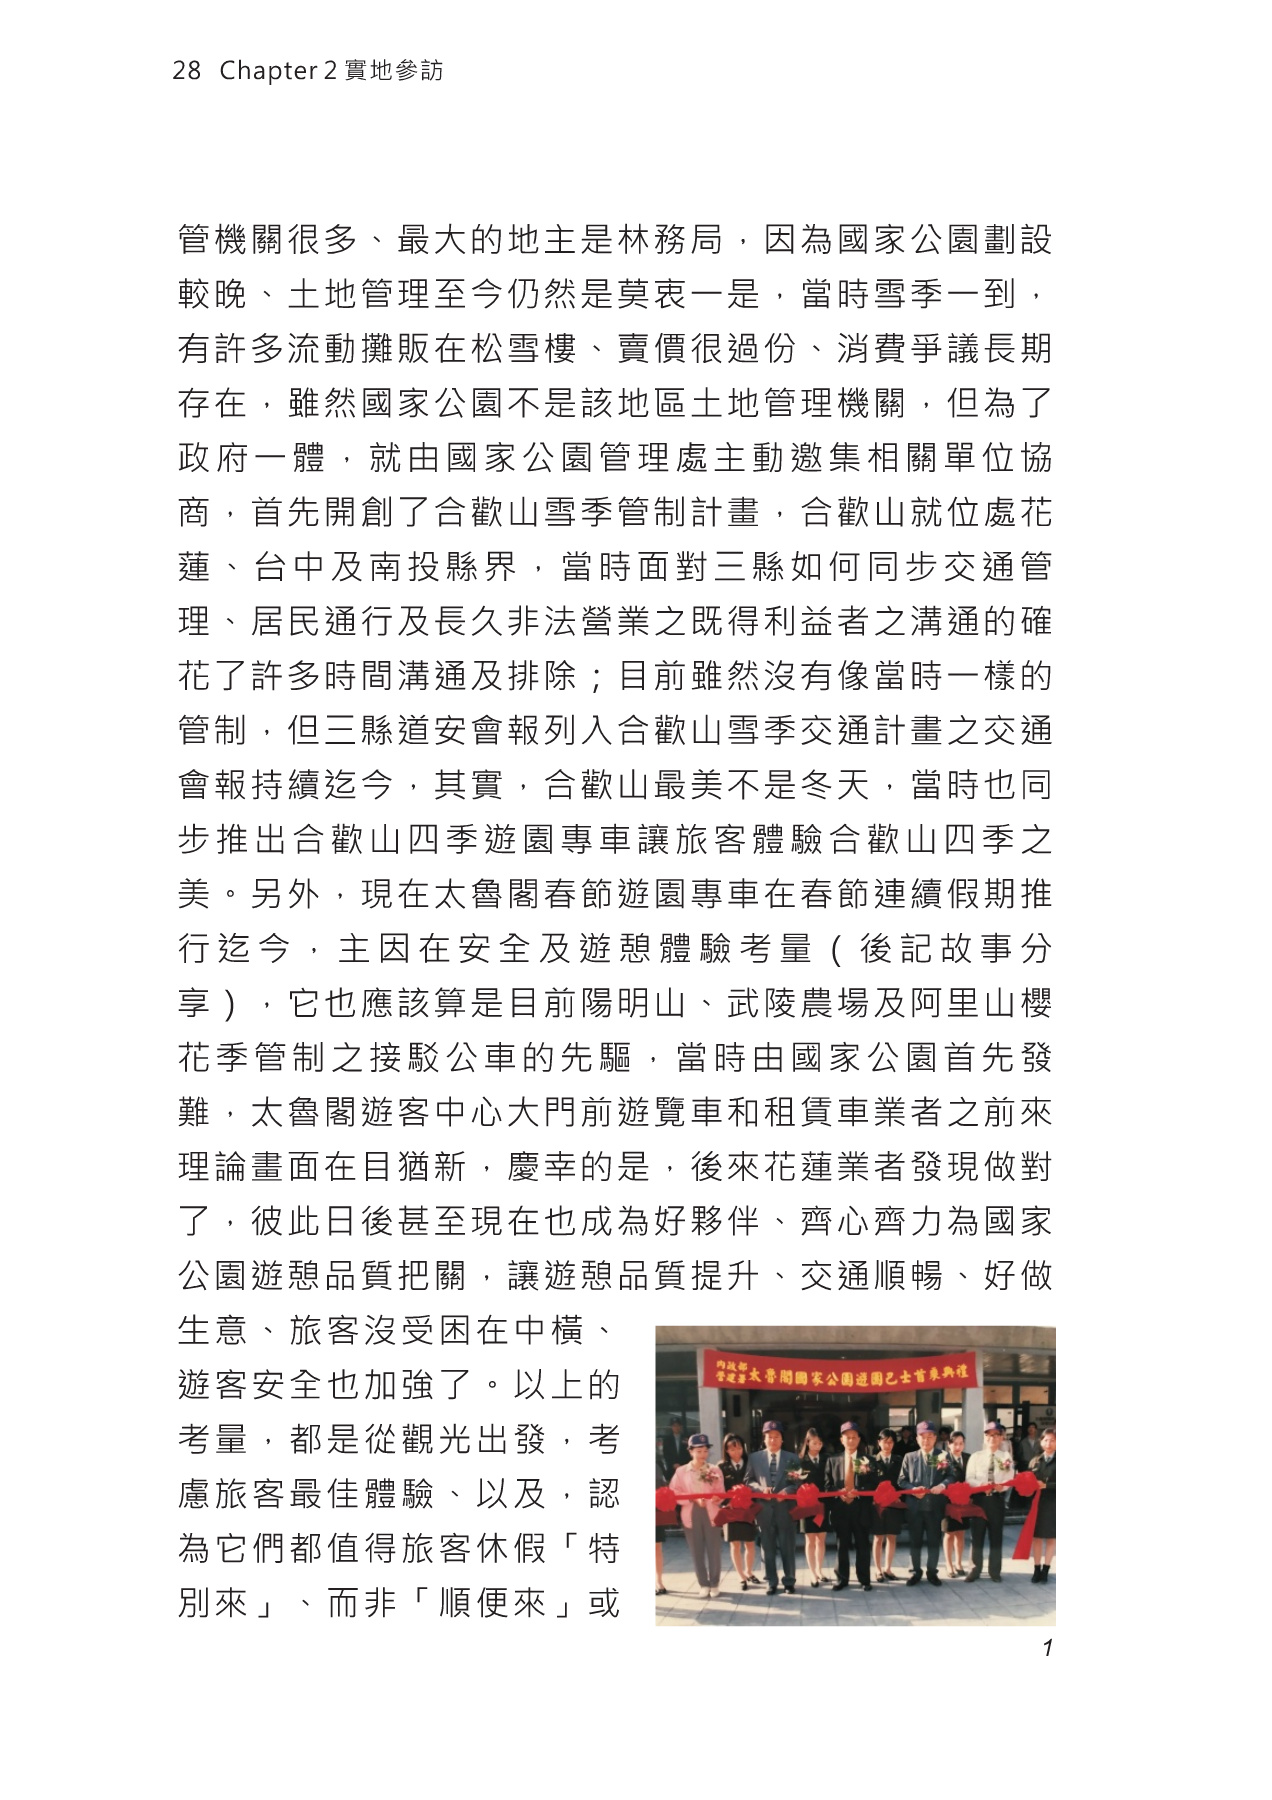 28 Chapter 2 實地參訪
管機關很多、最大的地主是林務局，因為國家公園劃設
較晚、土地管理至今仍然是莫衷一是，當時雪季一到，
有許多流動攤販在松雪樓、賣價很過份、消費爭議長期
存在，雖然國家公園不是該地區土地管理機關，但為了
政府一體，就由國家公園管理處主動邀集相關單位協
商，首先開創了合歡山雪季管制計畫，合歡山就位處花
蓮、台中及南投縣界，當時面對三縣如何同步交通管
理、居民通行及長久非法營業之既得利益者之溝通的確
花了許多時間溝通及排除；目前雖然沒有像當時一樣的
管制，但三縣道安會報列入合歡山雪季交通計畫之交通
會報持續迄今，其實，合歡山最美不是冬天，當時也同
步推出合歡山四季遊園專車讓旅客體驗合歡山四季之
美。另外，現在太魯閣春節遊園專車在春節連續假期推
行迄今，主因在安全及遊憩體驗考量（後記故事分
享），它也應該算是目前陽明山、武陵農場及阿里山櫻
花季管制之接駁公車的先驅，當時由國家公園首先發
難，太魯閣遊客中心大門前遊覽車和租賃車業者之前來
理論畫面在目猶新，慶幸的是，後來花蓮業者發現做對
了，彼此日後甚至現在也成為好夥伴、齊心齊力為國家
公園遊憩品質把關，讓遊憩品質提升、交通順暢、好做
生意、旅客沒受困在中橫、
遊客安全也加強了。以上的
考量，都是從觀光出發，考
慮旅客最佳體驗、以及，認
為它們都值得旅客休假「特
別來」、而非「順便來」或
內政部
營建署太魯閣國家公園遊園巴士首乘典禮
1